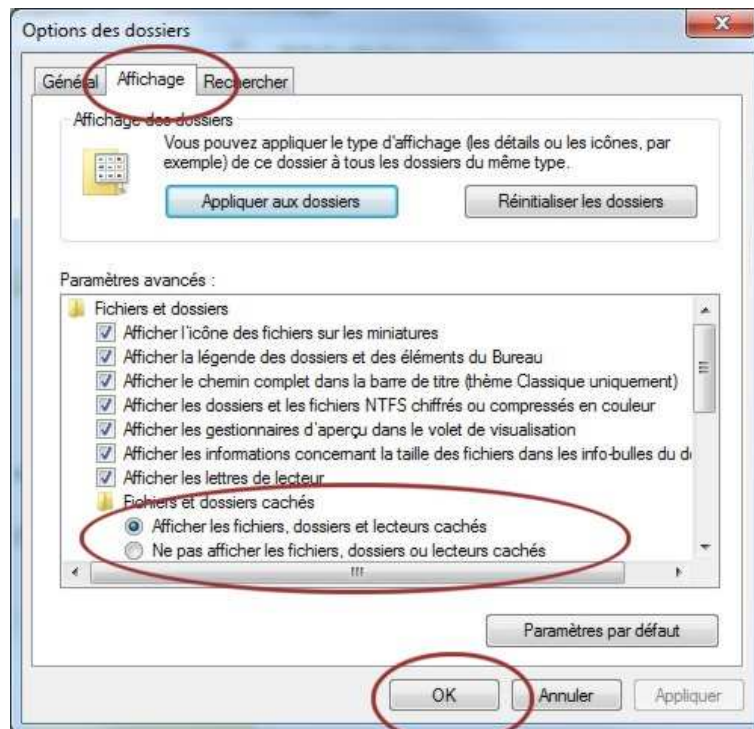 Options des dossiers
Général Affichage Rechercher
Affichage des dossiers
Vous pouvez appliquer le type d'affichage (les détails ou les icônes, par
exemple) de ce dossier à tous les dossiers du même type.
Appliquer aux dossiers Réinitialiser les dossiers
Paramètres avancés :
Fichiers et dossiers
Afficher l'icône des fichiers sur les miniatures
Afficher la légende des dossiers et des éléments du Bureau
Afficher le chemin complet dans la barre de titre (thème Classique uniquement)
Afficher les dossiers et les fichiers NTFS chiffrés ou compressés en couleur
Afficher les gestionnaires d'aperçu dans le volet de visualisation
Afficher les informations concernant la taille des fichiers dans les info-bulles du
Afficher les lettres de lecteur
Fichiers et dossiers cachés
Afficher les fichiers, dossiers et lecteurs cachés
Ne pas afficher les fichiers, dossiers ou lecteurs cachés
Paramètres par défaut
OK Annuler Appliquer